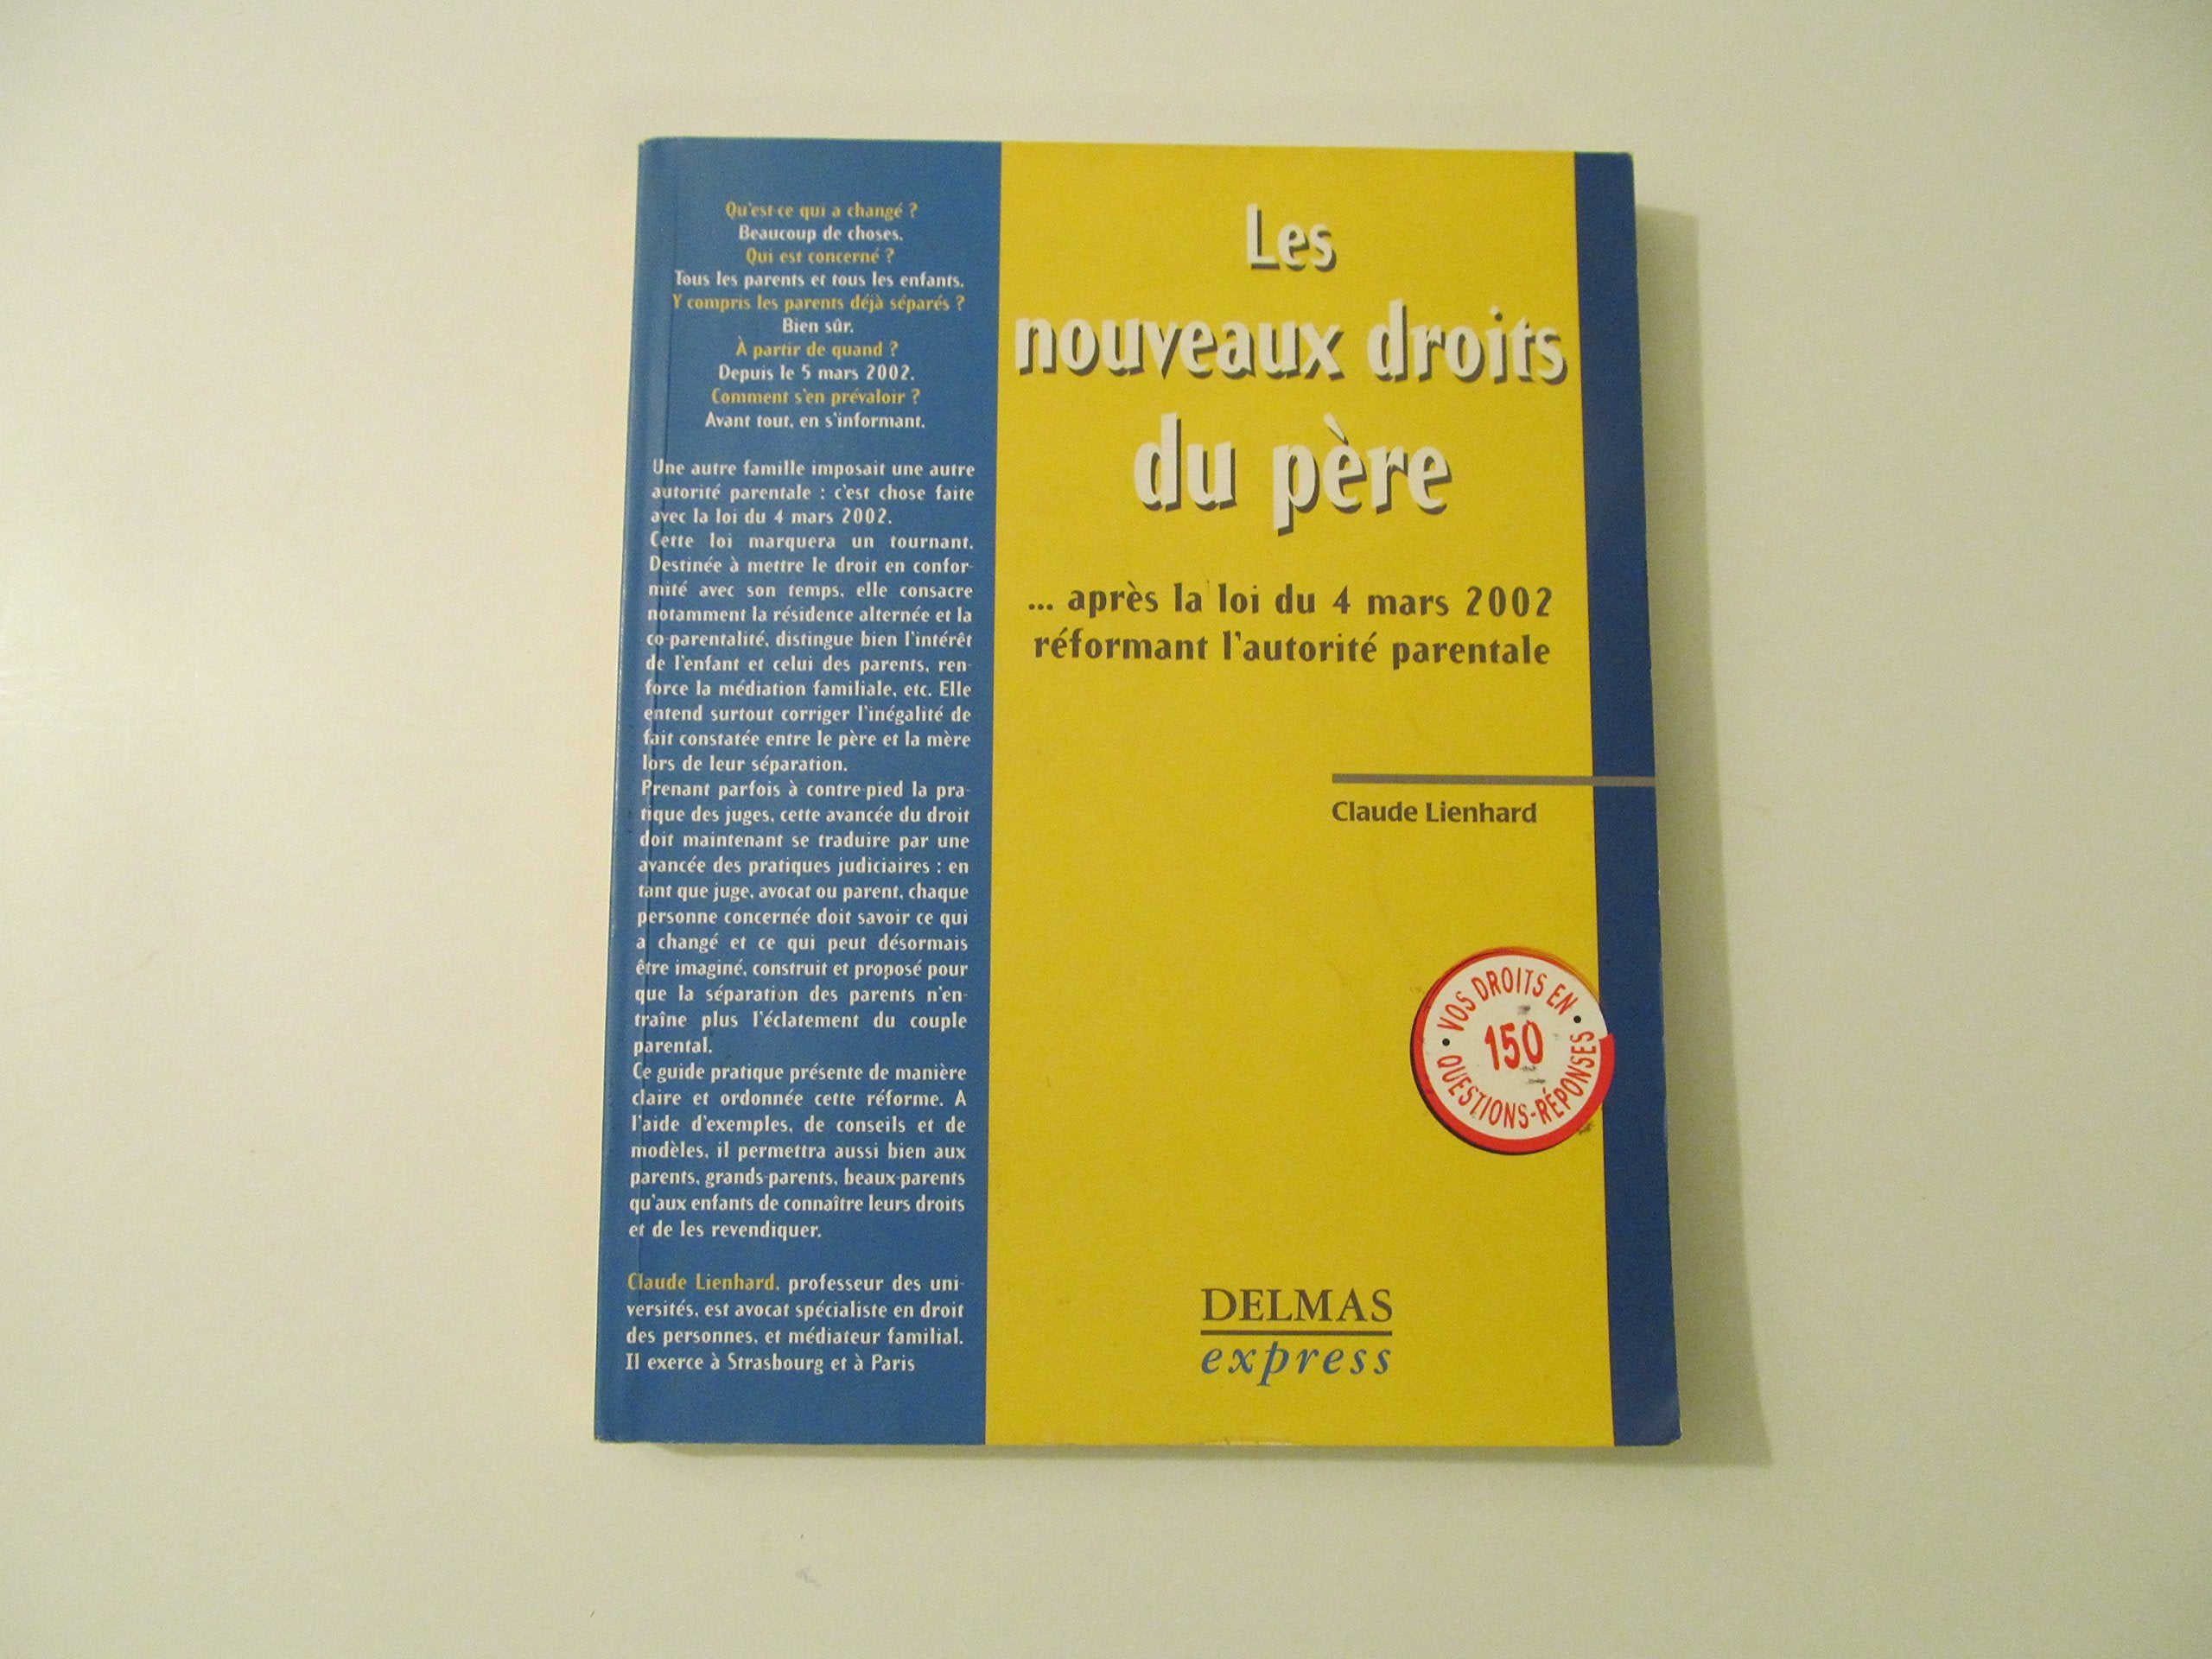 Qu'est-ce qui a changé ?
Beaucoup de choses.
Qui est concerné ?
Tous les parents et tous les enfants.
Y compris les parents déjà séparés ?
Bien sûr.
À partir de quand ?
Depuis le 5 mars 2002.
Comment s'en prévaloir ?
Avant tout, en s'informant.
Une autre famille imposait une autre
autorité parentale : c'est chose faite
avec la loi du 4 mars 2002.
Cette loi marquera un tournant.
Destinée à mettre le droit en confor-
mité avec son temps, elle consacre
notamment la résidence alternée et la
co-parentalité, distingue bien l'intérêt
de l'enfant et celui des parents, ren-
force la médiation familiale, etc. Elle
entend surtout corriger l'inégalité de
fait constatée entre le père et la mère
lors de leur séparation.
Prenant parfois à contre-pied la pra-
tique des juges, cette avancée du droit
doit maintenant se traduire par une
avancée des pratiques judiciaires : en
tant que juge, avocat ou parent, chaque
personne concernée doit savoir ce qui
a changé et ce qui peut désormais
être imaginé, construit et proposé pour
que la séparation des parents n'en-
traîne plus l'éclatement du couple
parental.
Ce guide pratique présente de manière
claire et ordonnée cette réforme. A
l'aide d'exemples, de conseils et de
modèles, il permettra aussi bien aux
parents, grands-parents, beaux-parents
qu'aux enfants de connaître leurs droits
et de les revendiquer.
Claude Lienhard, professeur des uni-
versités, est avocat spécialiste en droit
des personnes, et médiateur familial.
Il exerce à Strasbourg et à Paris
Les
nouveaux droits
du père
... après la loi du 4 mars 2002
réformant l'autorité parentale
Claude Lienhard
• VOS DROITS EN •
150
QUESTIONS-RÉPONSES
DELMAS
express